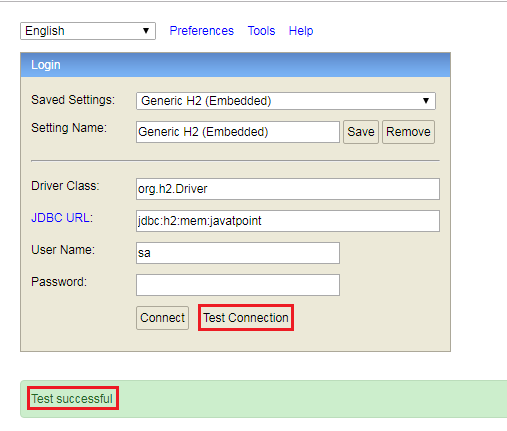 English Preferences Tools Help
Login
Saved Settings: Generic H2 (Embedded)
Setting Name: Generic H2 (Embedded) Save Remove
Driver Class: org.h2.Driver
JDBC URL: jdbc:h2:mem:javatpoint
User Name: sa
Password:
Connect Test Connection
Test successful